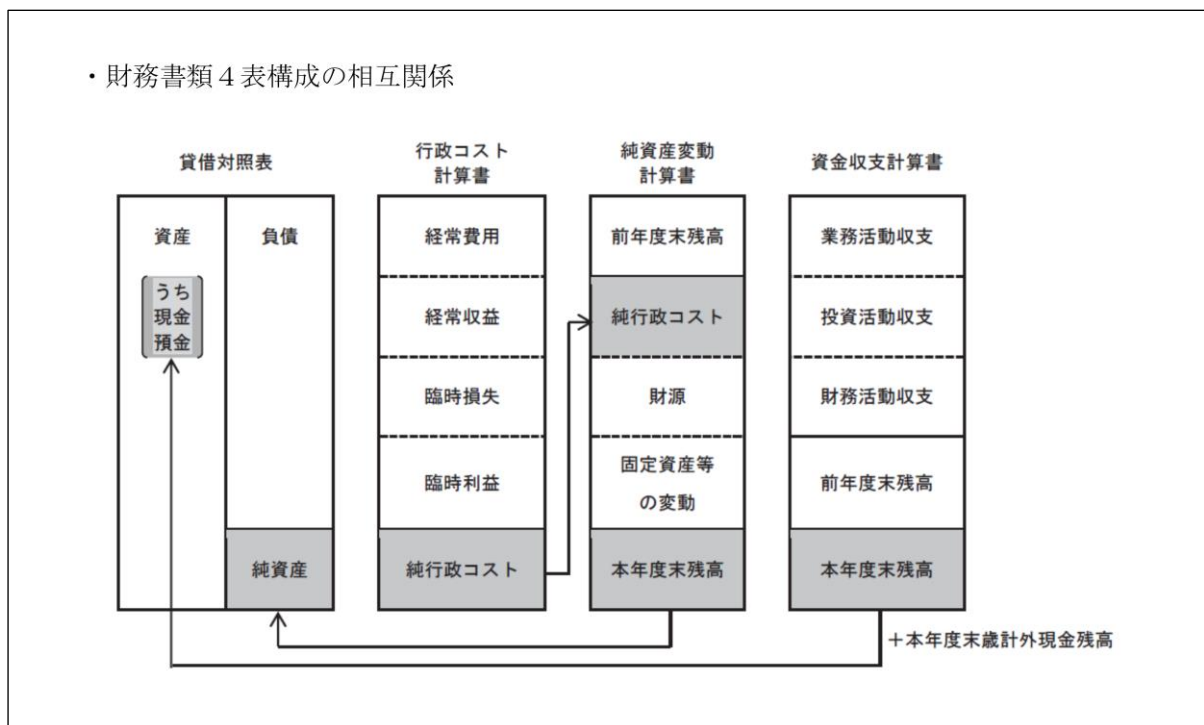 ・財務書類４表構成の相互関係
貸借対照表
行政コスト
計算書
純資産変動
計算書
資金収支計算書
資産
うち
現金
預金
負債
純資産
経常費用
経常収益
臨時損失
臨時利益
純行政コスト
前年度末残高
純行政コスト
財源
固定資産等
の変動
本年度末残高
業務活動収支
投資活動収支
財務活動収支
前年度末残高
本年度末残高
＋本年度末歳計外現金残高